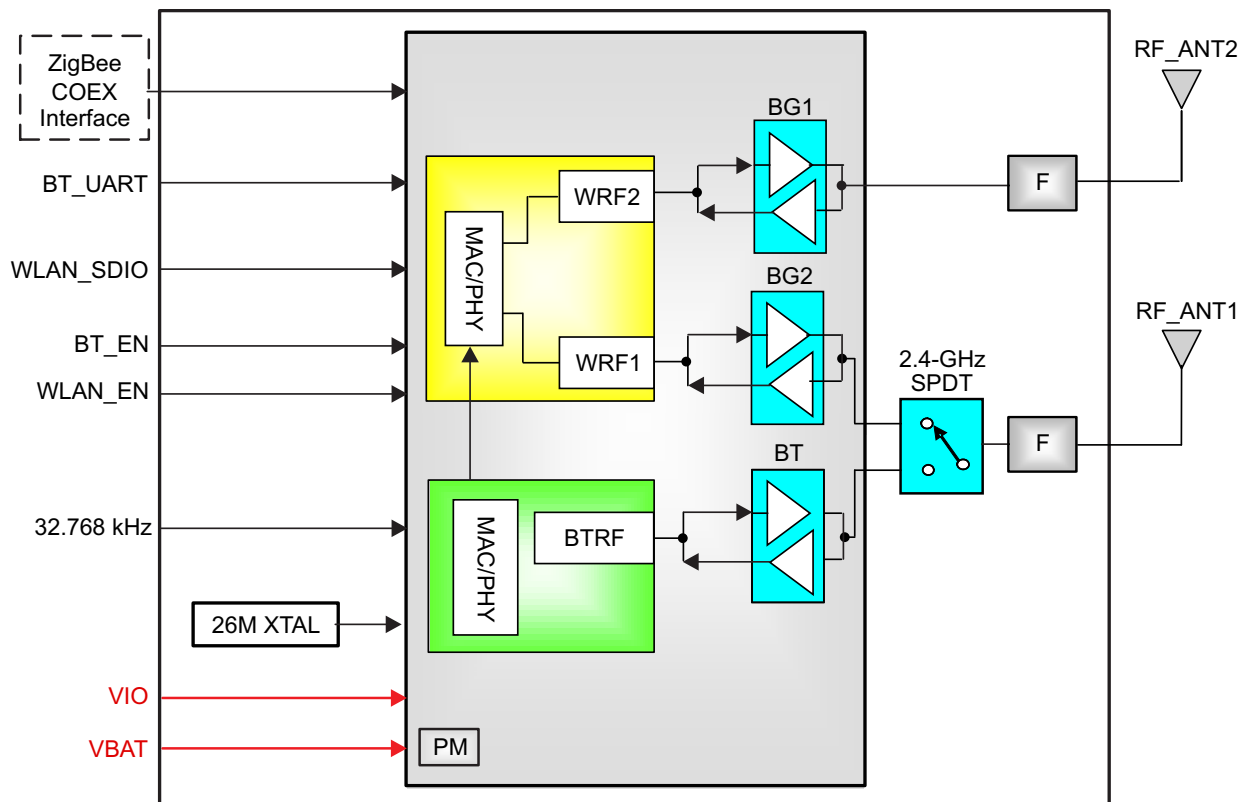 ZigBee
COEX
Interface
BT_UART
WLAN_SDIO
BT_EN
WLAN_EN
32.768 kHz
26M XTAL
VIO
VBAT
PM
MAC/PHY
WRF2
WRF1
MAC/PHY
BTRF
BG1
BG2
BT
2.4-GHz
SPDT
F
F
RF_ANT2
RF_ANT1